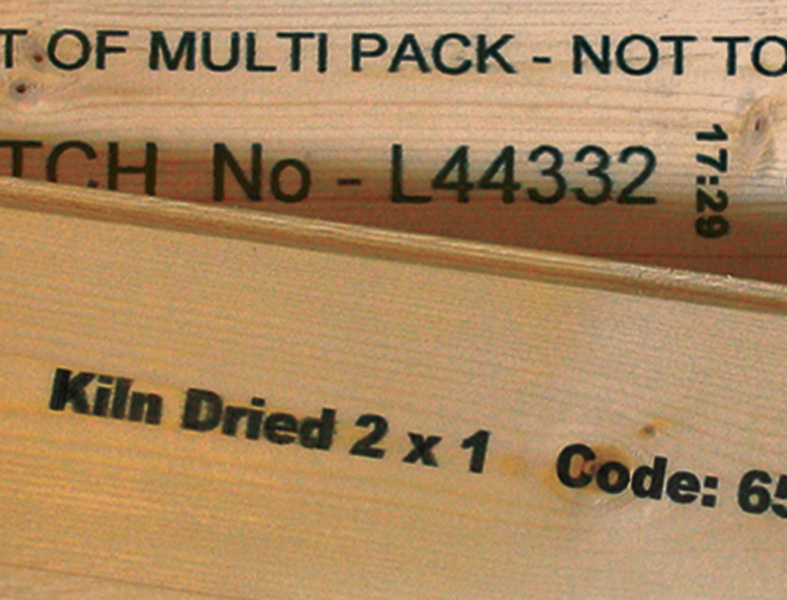 T OF MULTI PACK - NOT TO
TCH No - L44332
17:29
Kiln Dried 2 x 1 Code: 65